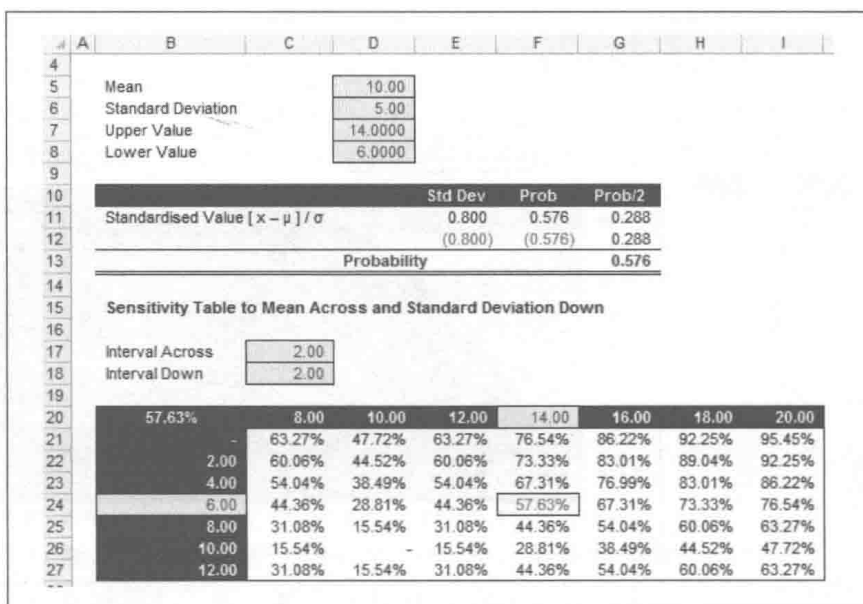 A B C D E F G H I
4
5 Mean 10.00
6 Standard Deviation 5.00
7 Upper Value 14.0000
8 Lower Value 6.0000
9
10 Std Dev Prob Prob/2
11 Standardised Value [ x – μ ] / σ 0.800 0.576 0.288
12 (0.800) (0.576) 0.288
13 Probability 0.576
14
15 Sensitivity Table to Mean Across and Standard Deviation Down
16
17 Interval Across 2.00
18 Interval Down 2.00
19
20 57.63% 8.00 10.00 12.00 14.00 16.00 18.00 20.00
21 - 63.27% 47.72% 63.27% 76.54% 86.22% 92.25% 95.45%
22 2.00 60.06% 44.52% 60.06% 73.33% 83.01% 89.04% 92.25%
23 4.00 54.04% 38.49% 54.04% 67.31% 76.99% 83.01% 86.22%
24 6.00 44.36% 28.81% 44.36% 57.63% 67.31% 73.33% 76.54%
25 8.00 31.08% 15.54% 31.08% 44.36% 54.04% 60.06% 63.27%
26 10.00 15.54% - 15.54% 28.81% 38.49% 44.52% 47.72%
27 12.00 31.08% 15.54% 31.08% 44.36% 54.04% 60.06% 63.27%